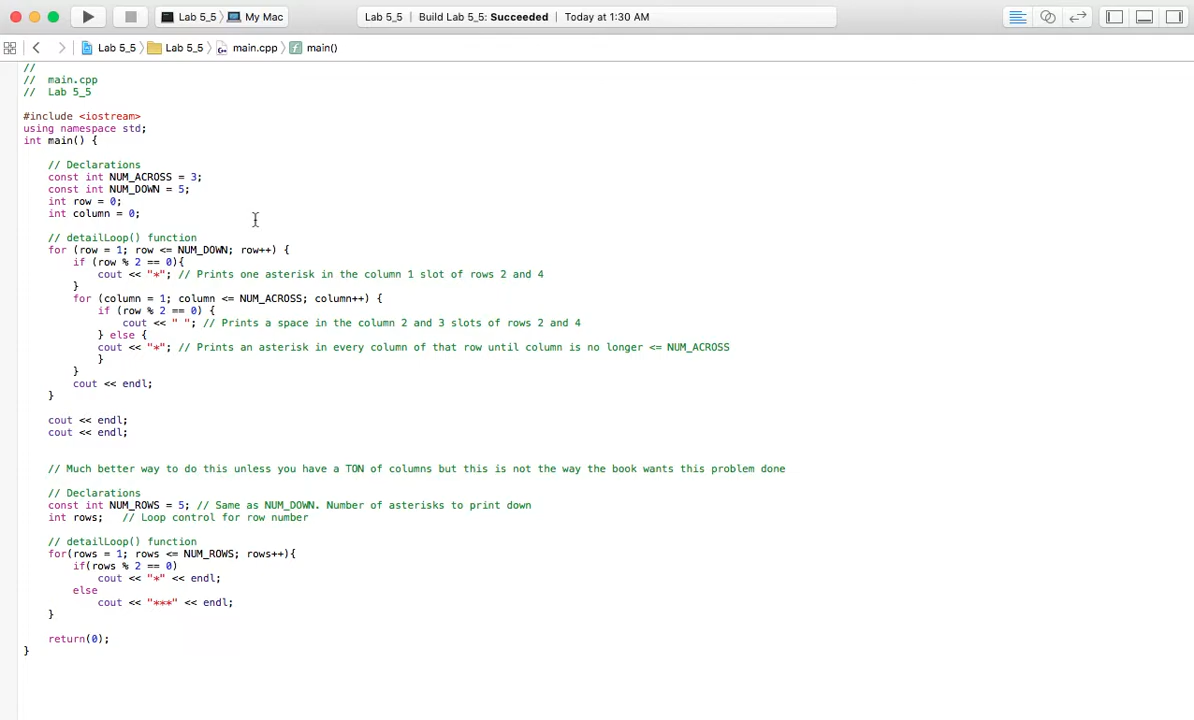 Lab 5_5 My Mac Lab 5_5 | Build Lab 5_5: Succeeded | Today at 1:30 AM
Lab 5_5 Lab 5_5 main.cpp main()
//
//  main.cpp
//  Lab 5_5
#include <iostream>
using namespace std;
int main() {
    // Declarations
    const int NUM_ACROSS = 3;
    const int NUM_DOWN = 5;
    int row = 0;
    int column = 0;
    // detailLoop() function
    for (row = 1; row <= NUM_DOWN; row++) {
        if (row % 2 == 0){
            cout << "*"; // Prints one asterisk in the column 1 slot of rows 2 and 4
        }
        for (column = 1; column <= NUM_ACROSS; column++) {
            if (row % 2 == 0) {
                cout << " "; // Prints a space in the column 2 and 3 slots of rows 2 and 4
            } else {
            cout << "*"; // Prints an asterisk in every column of that row until column is no longer <= NUM_ACROSS
            }
        }
        cout << endl;
    }
    cout << endl;
    cout << endl;
    // Much better way to do this unless you have a TON of columns but this is not the way the book wants this problem done
    // Declarations
    const int NUM_ROWS = 5; // Same as NUM_DOWN. Number of asterisks to print down
    int rows;   // Loop control for row number
    // detailLoop() function
    for(rows = 1; rows <= NUM_ROWS; rows++){
        if(rows % 2 == 0)
            cout << "*" << endl;
        else
            cout << "***" << endl;
    }
    return(0);
}